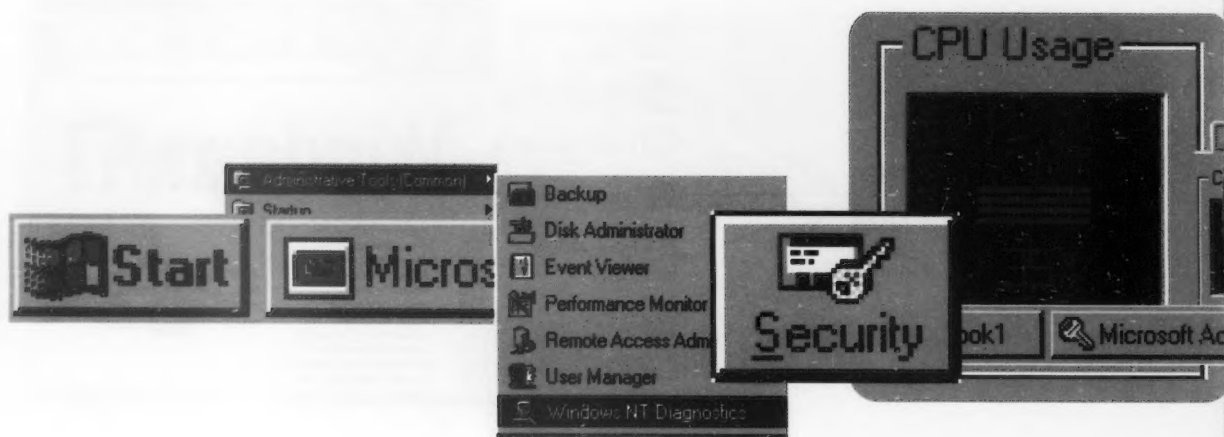 CPU Usage
Administrative Tools (Common)
Startup
Start
Micros
Backup
Disk Administrator
Event Viewer
Performance Monitor
Remote Access Adm
User Manager
Windows NT Diagnostics
Security
ook1
Microsoft Ac